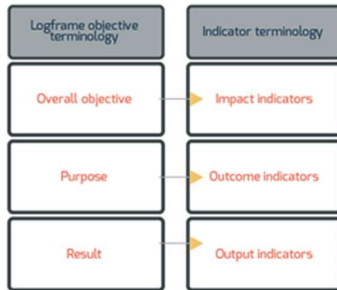 Logframe objective
terminology
Indicator terminology
Overall objective
Impact indicators
Purpose
Outcome indicators
Result
Output indicators